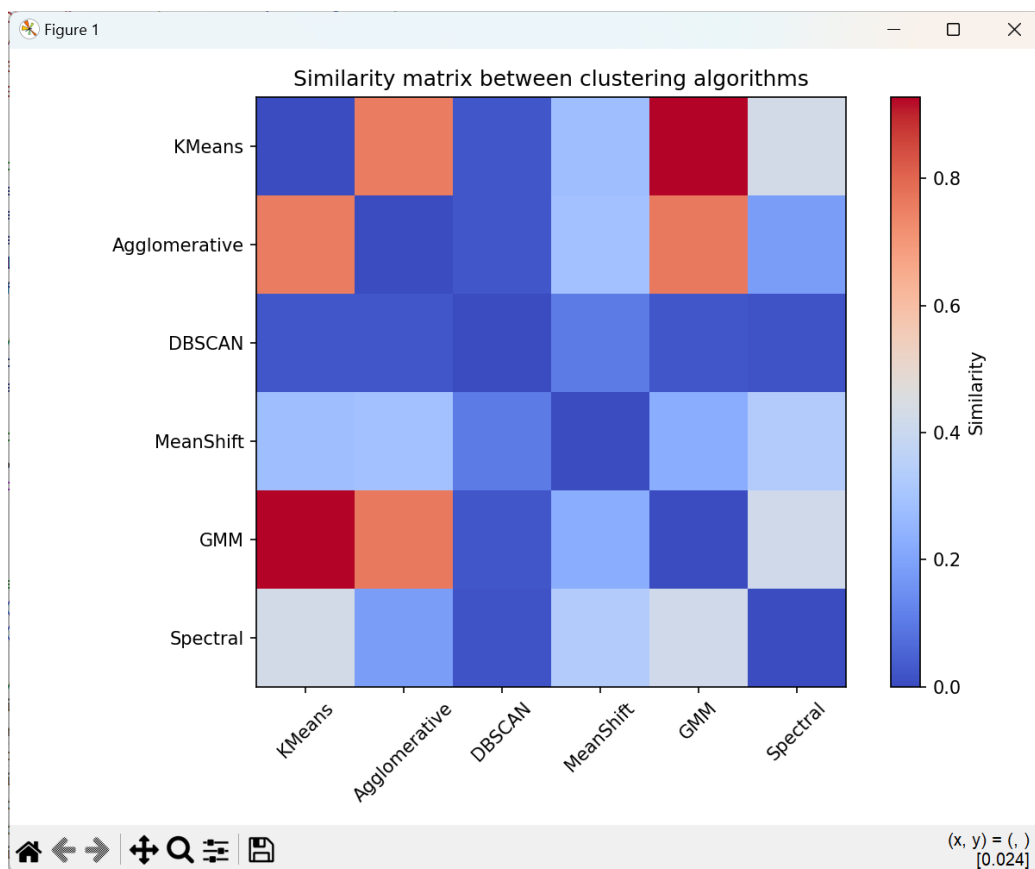 Figure 1
Similarity matrix between clustering algorithms
KMeans
Agglomerative
DBSCAN
MeanShift
GMM
Spectral
KMeans
Agglomerative
DBSCAN
MeanShift
GMM
Spectral
0.8
0.6
0.4
0.2
0.0
Similarity
(x, y) = (, )
[0.024]